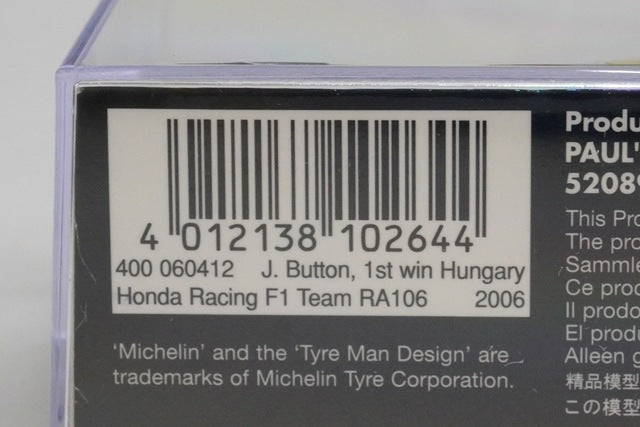 4 012138 102644
400 060412 J. Button, 1st win Hungary
Honda Racing F1 Team RA106 2006
'Michelin' and the 'Tyre Man Design' are
trademarks of Michelin Tyre Corporation.
Produ
PAUL'
5208
This Pro
The pro
Sammle
Ce prod
Il prodo
El produ
Alleen g
精品模型
この模型